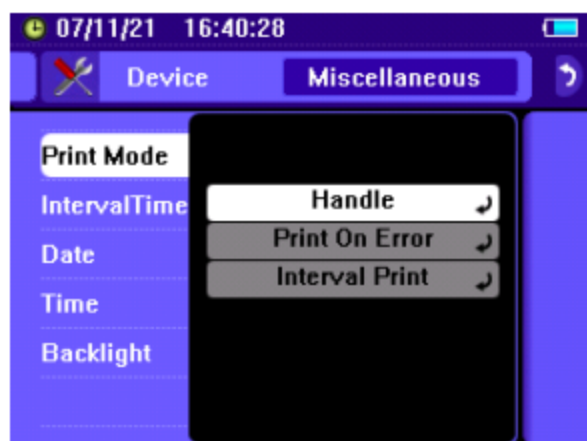 07/11/21 16:40:28
Device Miscellaneous
Print Mode
IntervalTime
Date
Time
Backlight
Handle
Print On Error
Interval Print